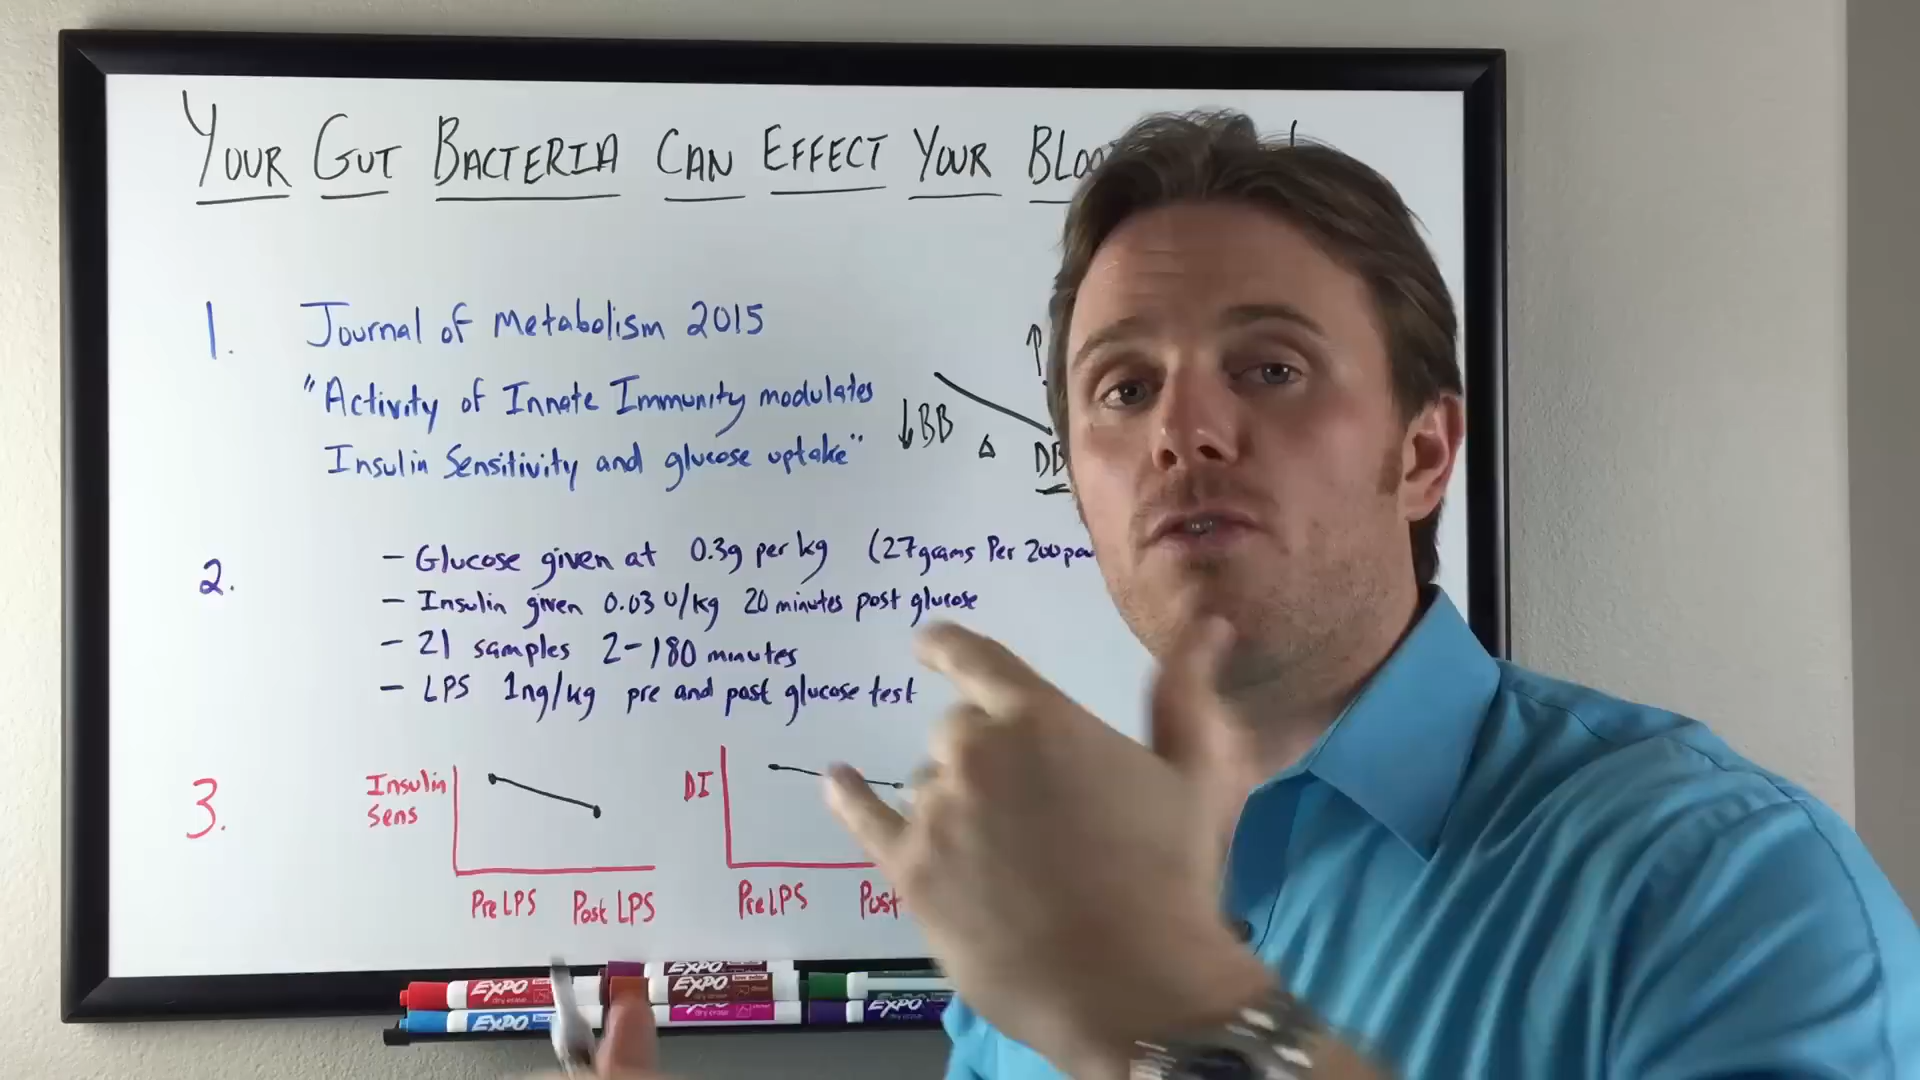 YOUR GUT BACTERIA CAN EFFECT YOUR
1. Journal of Metabolism 2015
"Activity of Innate Immunity modulates
Insulin Sensitivity and glucose uptake"
↓BB △
↑
2. - Glucose given at 0.3g per kg (27grams Per 200
- Insulin given 0.03 U/kg 20 minutes post glucose
- 21 samples 2-180 minutes
- LPS 1ng/kg pre and post glucose test
3. Insulin
Sens
Pre LPS Post LPS
DI
Pre LPS Post
EXPO
EXPO
EXPO
EXPO
EXPO